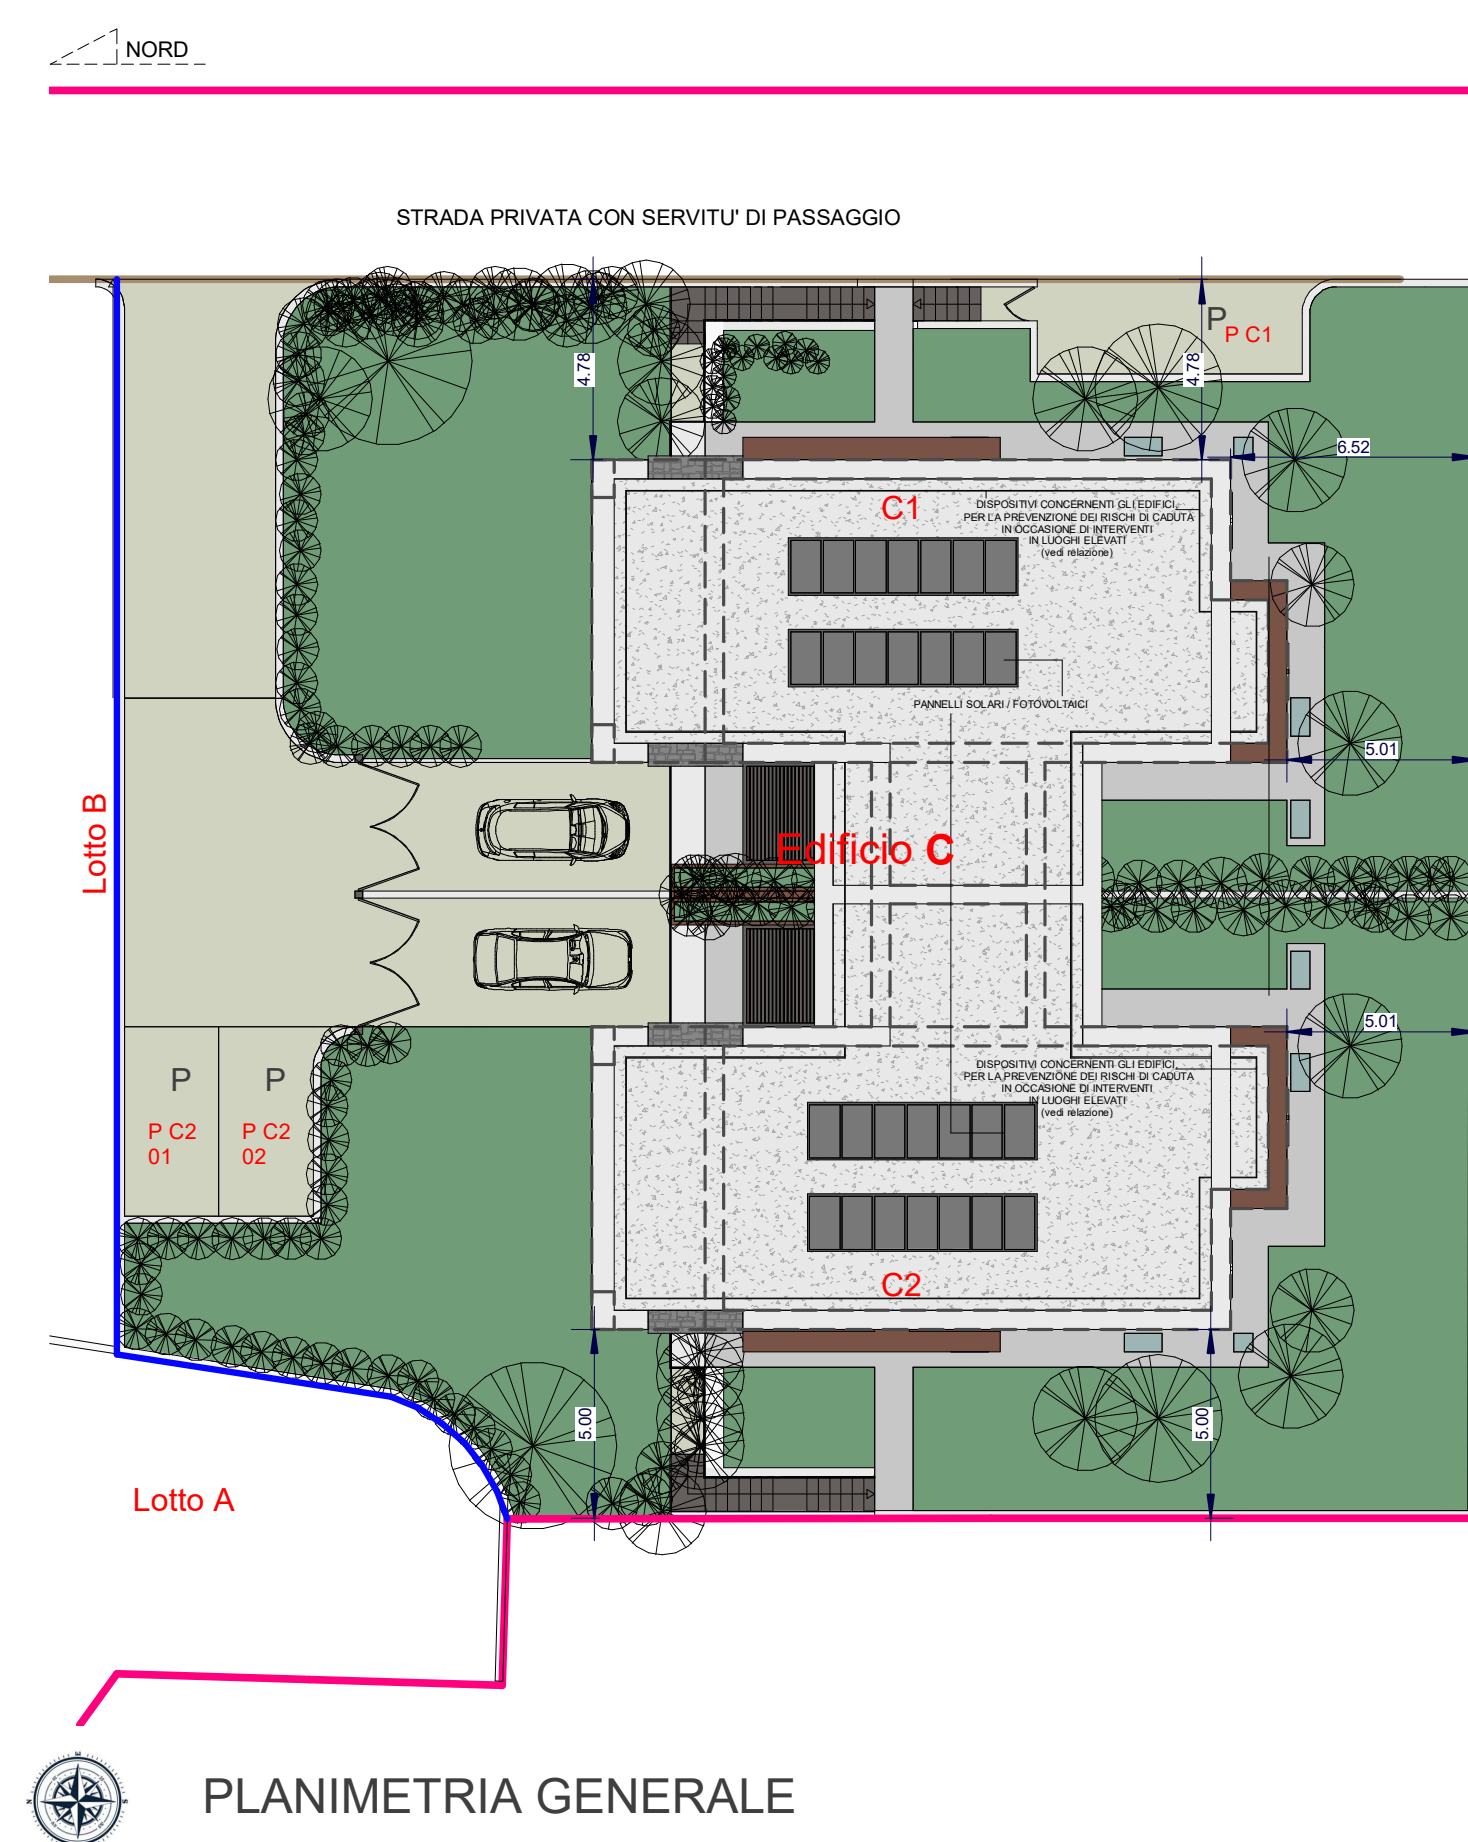 NORD
STRADA PRIVATA CON SERVITU' DI PASSAGGIO
P
P C1
4.78
4.78
6.52
C1
DISPOSITIVI CONCERNENTI GLI EDIFICI
PER LA PREVENZIONE DEI RISCHI DI CADUTA
IN OCCASIONE DI INTERVENTI
IN LUOGHI ELEVATI
(vedi relazione)
PANNELLI SOLARI / FOTOVOLTAICI
5.01
Lotto B
Edificio C
5.01
P
P
P C2
01
P C2
02
DISPOSITIVI CONCERNENTI GLI EDIFICI
PER LA PREVENZIONE DEI RISCHI DI CADUTA
IN OCCASIONE DI INTERVENTI
IN LUOGHI ELEVATI
(vedi relazione)
C2
5.00
5.00
Lotto A
PLANIMETRIA GENERALE